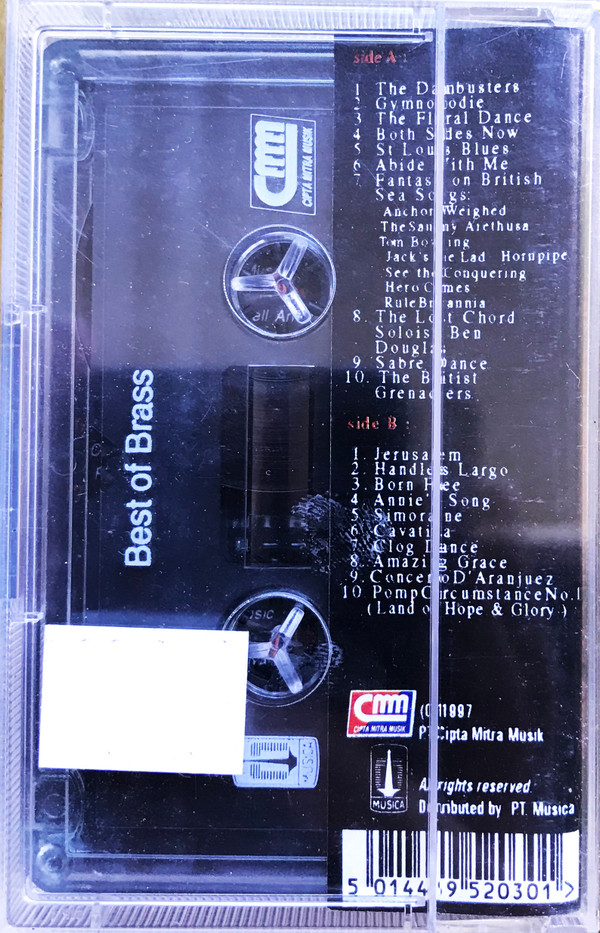 side A :
1 The Dambusters
2 Gymnopodie
3 The Floral Dance
4 Both Sides Now
5 St Louis Blues
6 Abide With Me
7 Fantasy on British
Sea Songs:
Anchor Weighed
The Saucy Arethusa
Tom Bowling
Jack's the Lad Hornpipe
See the Conquering
Hero Comes
Rule Britannia
8. The Lost Chord
Soloist Ben
Douglas
9. Sabre Dance
10. The Britist
Grenadiers
side B :
1. Jerusalem
2. Handles Largo
3. Born Free
4. Annie's Song
5. Simoraine
6. Cavatina
7. Clog Dance
8. Amazing Grace
9. Concerto D'Aranjuez
10. Pomp Circumstance No.1
(Land of Hope & Glory )
CMM
CIPTA MITRA MUSIK
1997
PT. Cipta Mitra Musik
MUSICA
All rights reserved.
Distributed by PT. Musica
520301 >
Best of Brass
CMM
CIPTA MITRA MUSIK
MUSICA